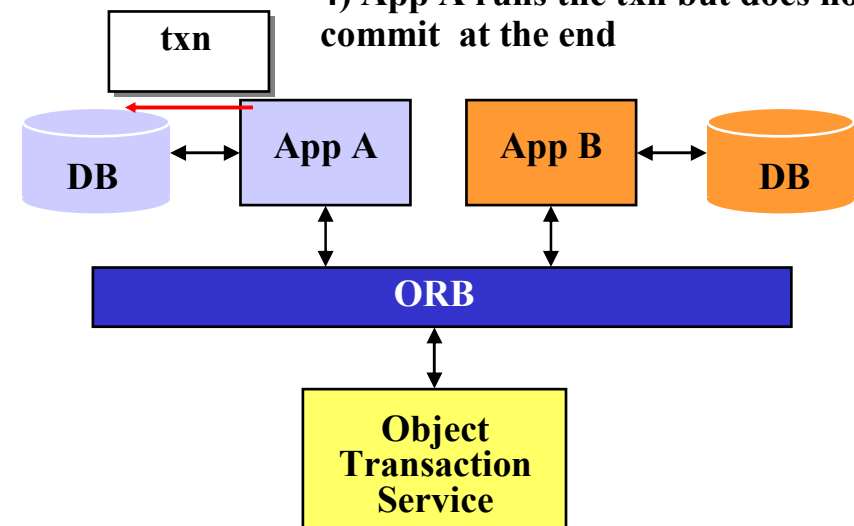 4) App A runs the txn but does
commit at the end
txn
App A
App B
DB
DB
ORB
Object
Transaction
Service